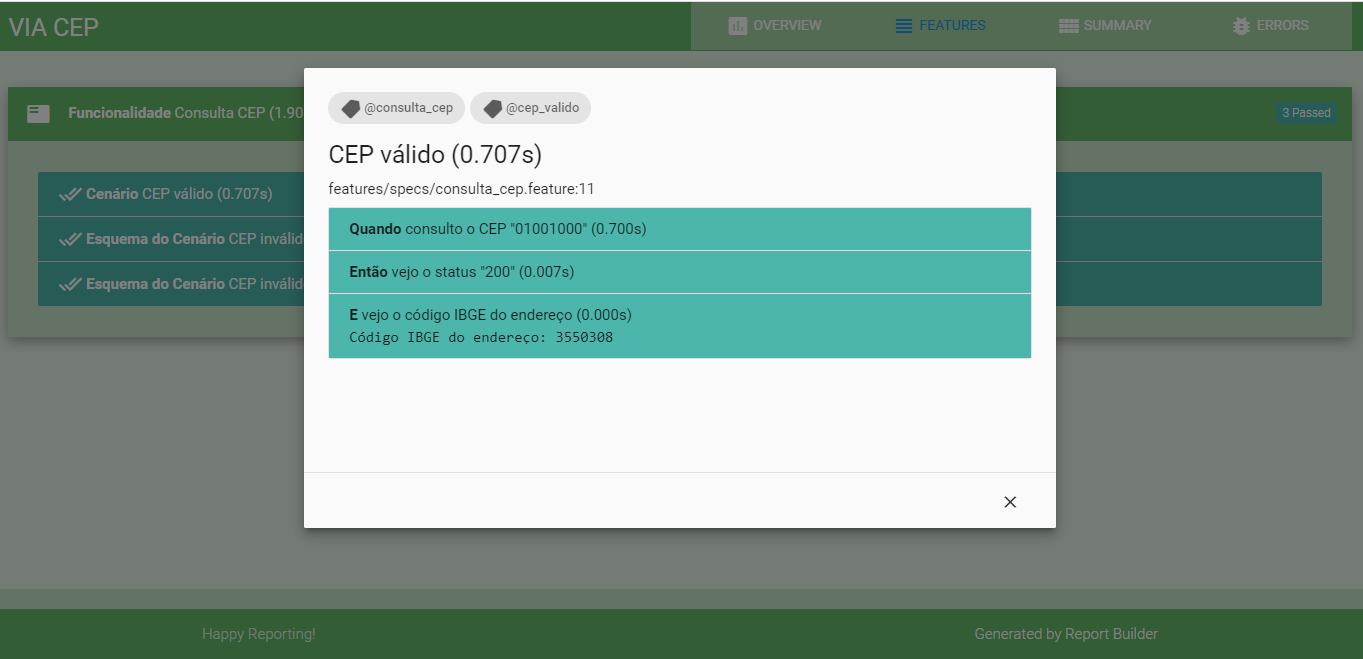 VIA CEP
OVERVIEW
FEATURES
SUMMARY
ERRORS
Funcionalidade Consulta CEP (1.90
3 Passed
Cenário CEP válido (0.707s)
Esquema do Cenário CEP inválid
Esquema do Cenário CEP inválid
@consulta_cep
@cep_valido
CEP válido (0.707s)
features/specs/consulta_cep.feature:11
Quando consulto o CEP "01001000" (0.700s)
Então vejo o status "200" (0.007s)
E vejo o código IBGE do endereço (0.000s)
Código IBGE do endereço: 3550308
Happy Reporting!
Generated by Report Builder